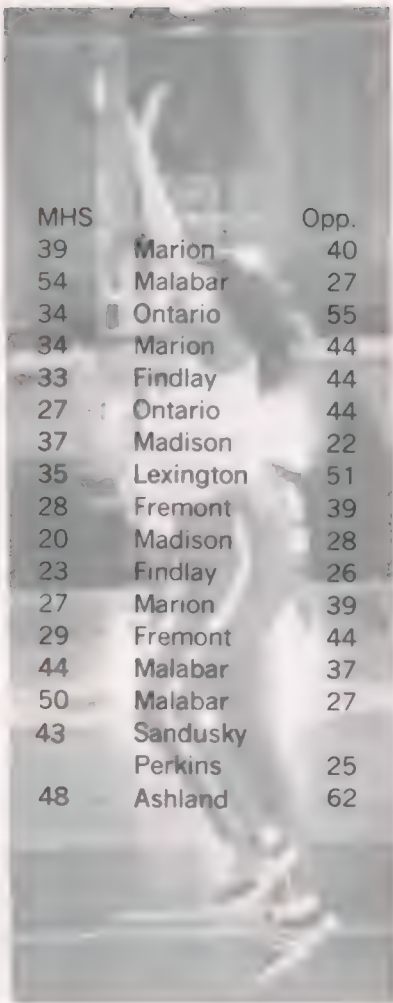 MHS Opp.
39 Marion 40
54 Malabar 27
34 Ontario 55
34 Marion 44
33 Findlay 44
27 Ontario 44
37 Madison 22
35 Lexington 51
28 Fremont 39
20 Madison 28
23 Findlay 26
27 Marion 39
29 Fremont 44
44 Malabar 37
50 Malabar 27
43 Sandusky
Perkins 25
48 Ashland 62